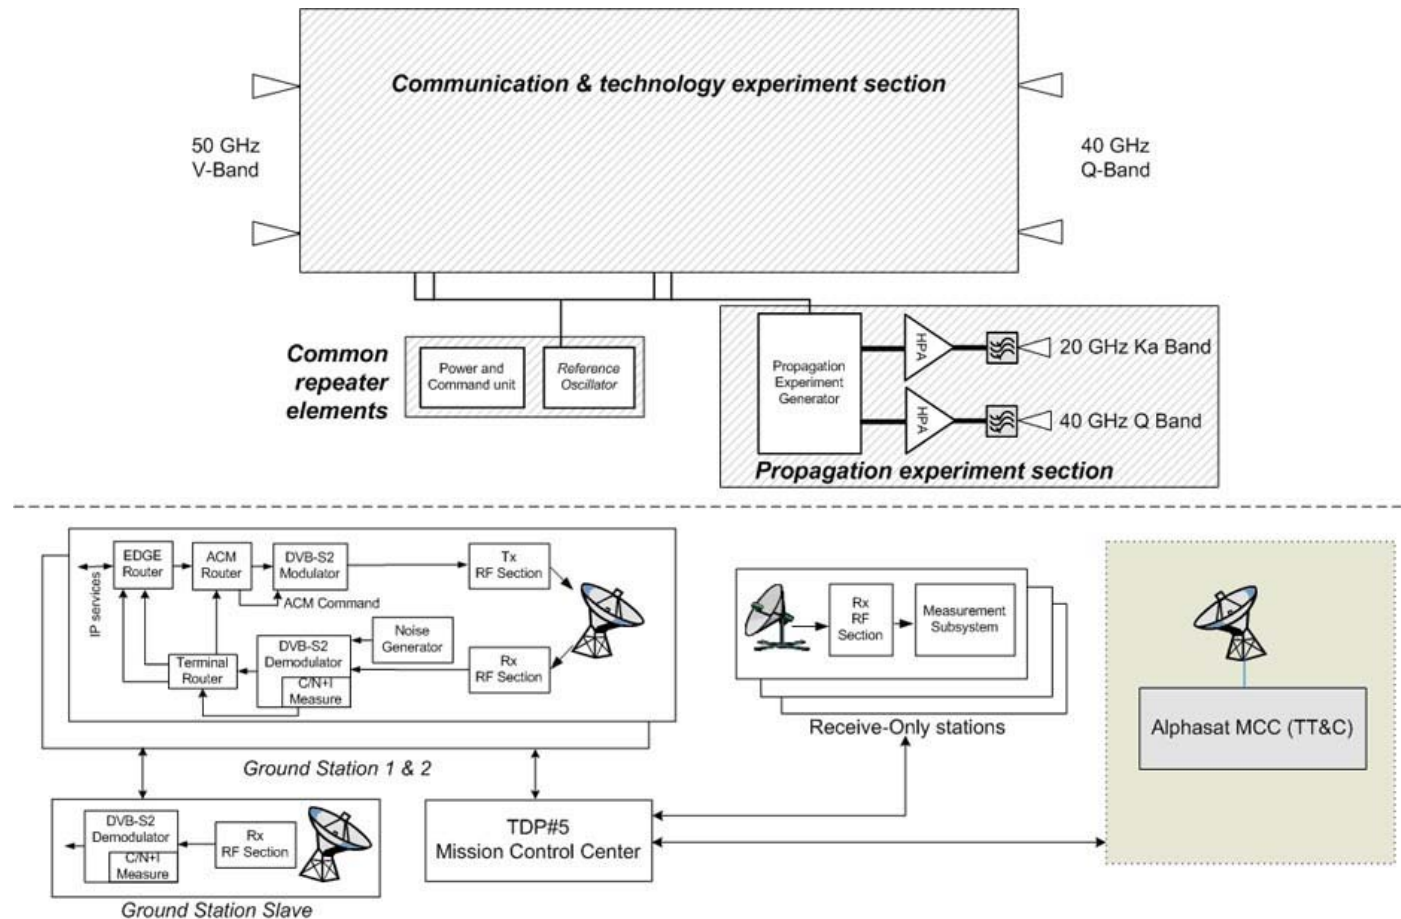 Communication & technology experiment section
50 GHz
V-Band
40 GHz
Q-Band
Common
repeater
elements
Power and
Command unit
Reference
Oscillator
Propagation
Experiment
Generator
HPA
20 GHz Ka Band
HPA
40 GHz Q Band
Propagation experiment section
IP services
EDGE
Router
ACM
Router
DVB-S2
Modulator
Tx
RF Section
ACM Command
Noise
Generator
DVB-S2
Demodulator
C/N+I
Measure
Terminal
Router
Rx
RF Section
Ground Station 1 & 2
Rx
RF
Section
Measurement
Subsystem
Receive-Only stations
Alphasat MCC (TT&C)
DVB-S2
Demodulator
C/N+I
Measure
Rx
RF Section
Ground Station Slave
TDP#5
Mission Control Center